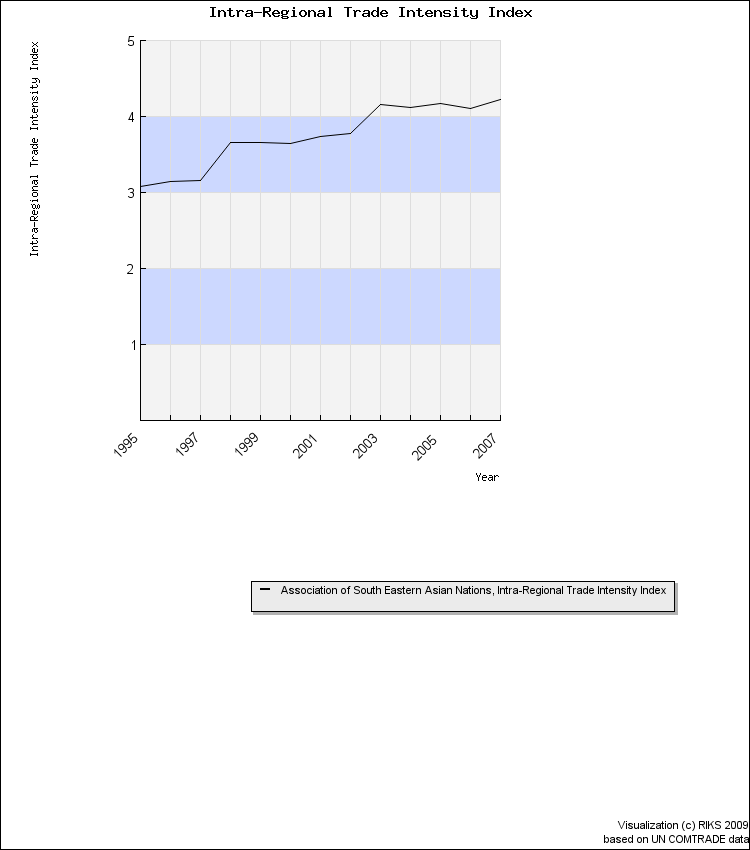 Intra-Regional Trade Intensity Index
Intra-Regional Trade Intensity Index
5
4
3
2
1
1995
1997
1999
2001
2003
2005
2007
Year
Association of South Eastern Asian Nations, Intra-Regional Trade Intensity Index
Visualization (c) RIKS 2009
based on UN COMTRADE data